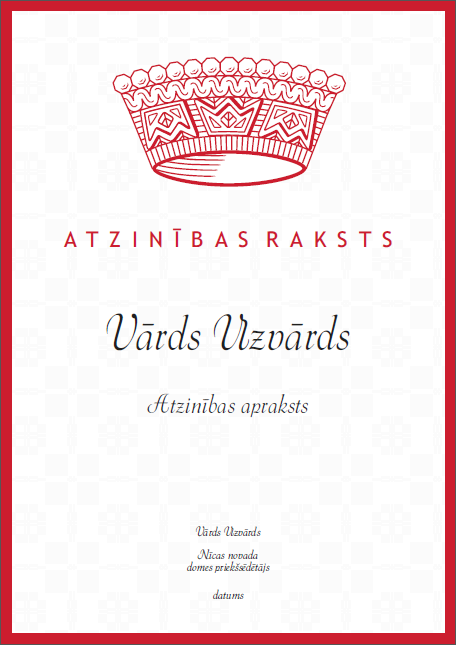 ATZINĪBAS RAKSTS
Vārds Uzvārds
Atzinības apraksts
Vārds Uzvārds
Nīcas novada
domes priekšsēdētājs
datums